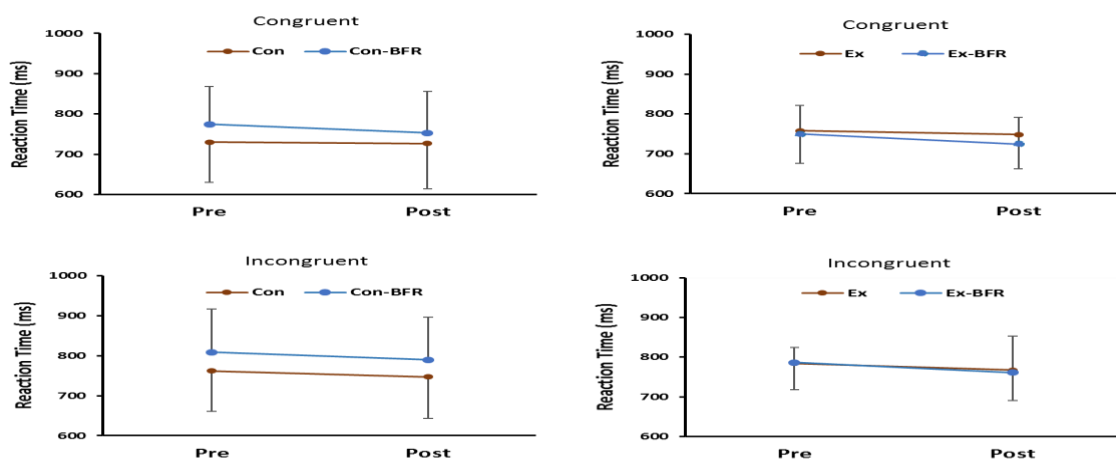 Congruent
Con Con-BFR
Reaction Time (ms)
1000
900
800
700
600
Pre Post
Congruent
Ex Ex-BFR
Reaction Time (ms)
1000
900
800
700
600
Pre Post
Incongruent
Con Con-BFR
Reaction Time (ms)
1000
900
800
700
600
Pre Post
Incongruent
Ex Ex-BFR
Reaction Time (ms)
1000
900
800
700
600
Pre Post